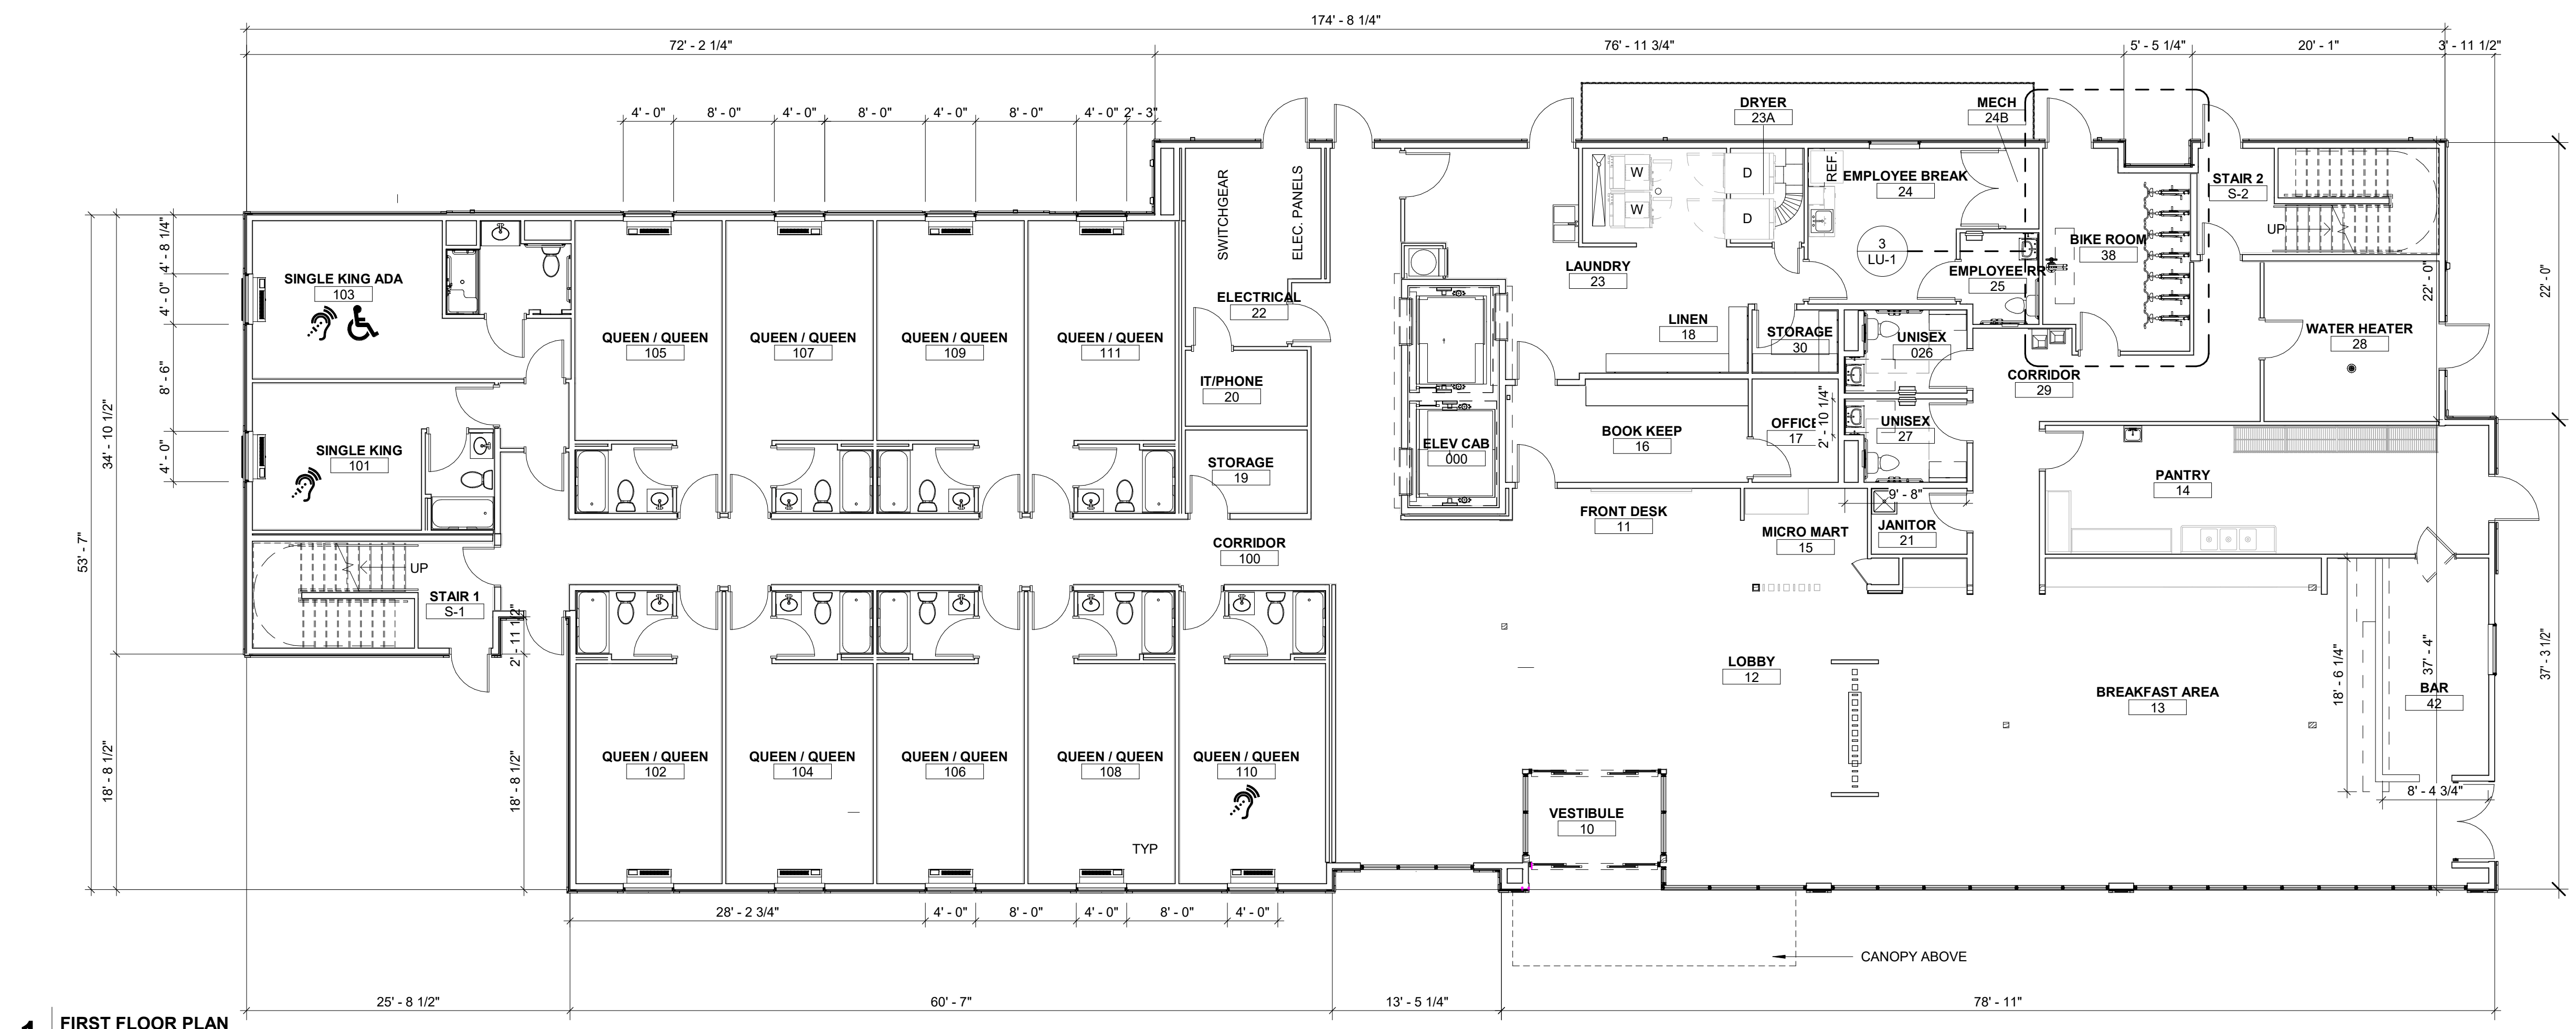 174' - 8 1/4"
72' - 2 1/4"
76' - 11 3/4"
5' - 5 1/4"
20' - 1"
3' - 11 1/2"
4' - 0"
8' - 0"
4' - 0"
8' - 0"
4' - 0"
8' - 0"
4' - 0"
2' - 3"
DRYER
23A
MECH
24B
SWITCHGEAR
ELEC. PANELS
W
W
D
D
REF.
EMPLOYEE BREAK
24
STAIR 2
S-2
UP
BIKE ROOM
38
3
LU-1
EMPLOYEE RR
25
LAUNDRY
23
4' - 8 1/4"
4' - 0"
8' - 6"
4' - 0"
34' - 10 1/2"
53' - 7"
18' - 8 1/2"
SINGLE KING ADA
103
QUEEN / QUEEN
105
QUEEN / QUEEN
107
QUEEN / QUEEN
109
QUEEN / QUEEN
111
ELECTRICAL
22
LINEN
18
STORAGE
30
UNISEX
026
WATER HEATER
28
22' - 0"
22' - 0"
IT/PHONE
20
CORRIDOR
29
SINGLE KING
101
STORAGE
19
ELEV CAB
000
BOOK KEEP
16
OFFICE
17
2' - 10 1/4"
UNISEX
27
PANTRY
14
9' - 8"
FRONT DESK
11
MICRO MART
15
JANITOR
21
CORRIDOR
100
UP
STAIR 1
S-1
2' - 11 1/2"
18' - 8 1/2"
LOBBY
12
BREAKFAST AREA
13
18' - 6 1/4"
37' - 4"
37' - 3 1/2"
BAR
42
8' - 4 3/4"
QUEEN / QUEEN
102
QUEEN / QUEEN
104
QUEEN / QUEEN
106
QUEEN / QUEEN
108
QUEEN / QUEEN
110
TYP
VESTIBULE
10
28' - 2 3/4"
4' - 0"
8' - 0"
4' - 0"
8' - 0"
4' - 0"
CANOPY ABOVE
25' - 8 1/2"
60' - 7"
13' - 5 1/4"
78' - 11"
1
FIRST FLOOR PLAN